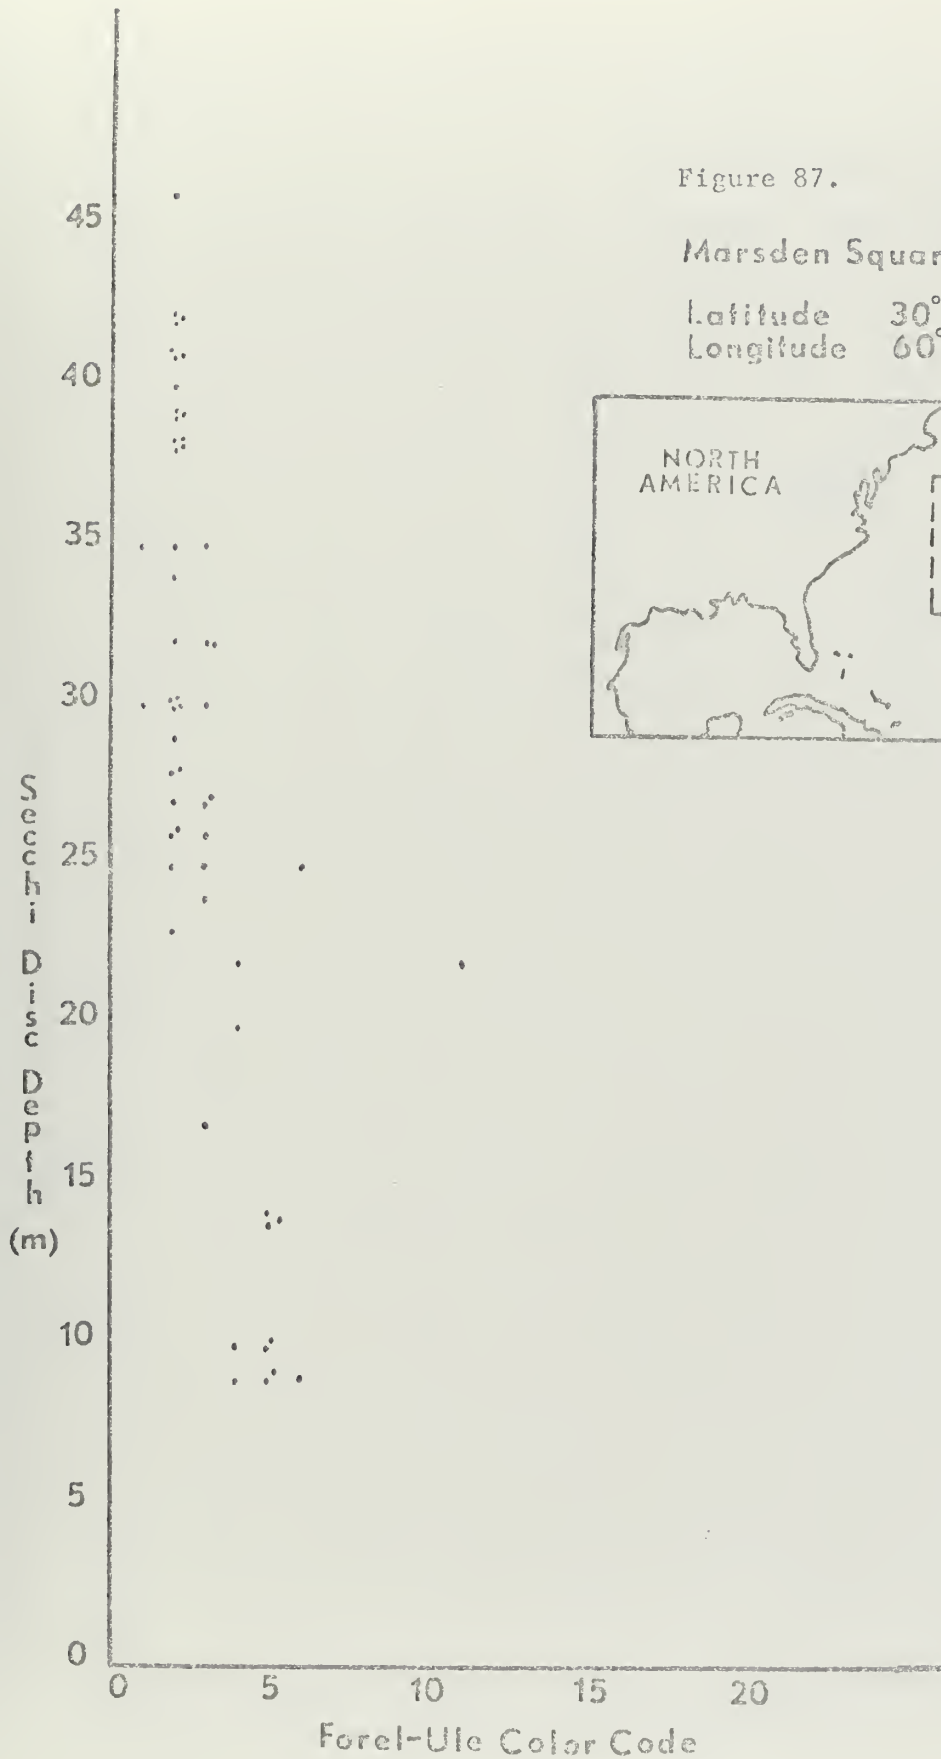 Figure 87.
Marsden Squar
Latitude 30°
Longitude 60°
NORTH
AMERICA
45
40
35
30
25
20
15
10
5
0
Secchi Disc Depth
(m)
0 5 10 15 20
Forel-Ule Color Code